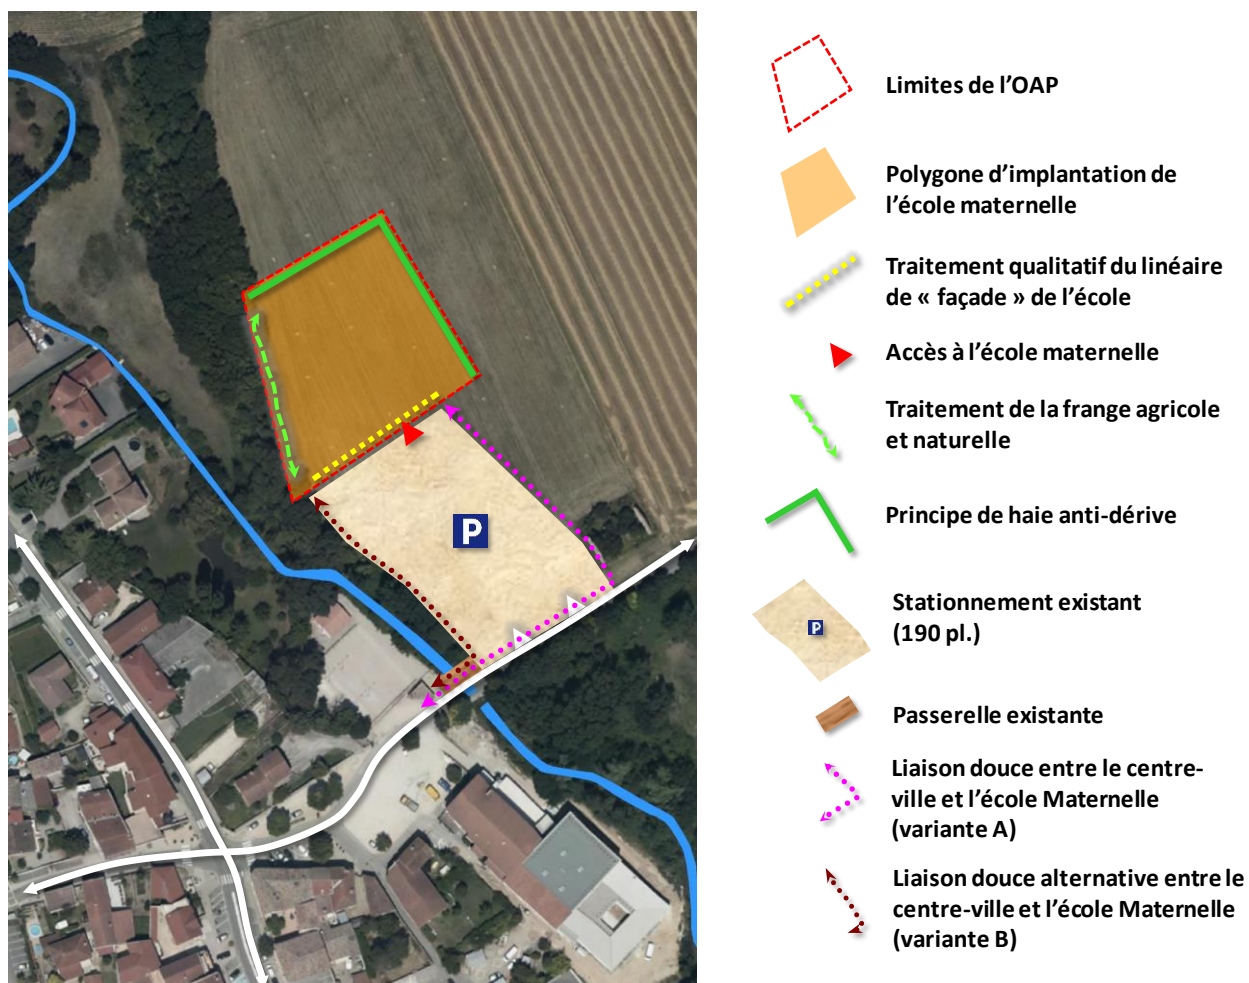 Limites de l'OAP
Polygone d'implantation de
l'école maternelle
Traitement qualitatif du linéaire
de « façade » de l'école
Accès à l'école maternelle
Traitement de la frange agricole
et naturelle
Principe de haie anti-dérive
P
Stationnement existant
(190 pl.)
P
Passerelle existante
Liaison douce entre le centre-
ville et l'école Maternelle
(variante A)
Liaison douce alternative entre le
centre-ville et l'école Maternelle
(variante B)